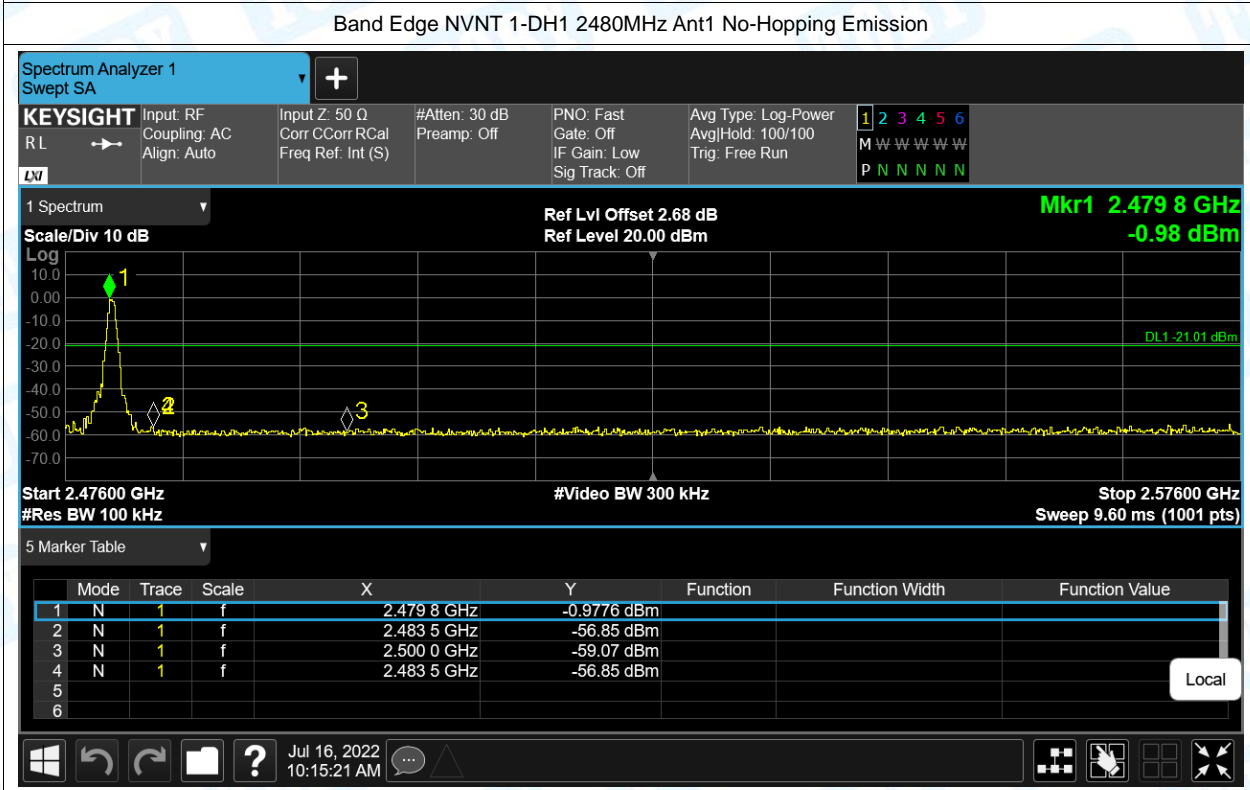 Band Edge NVNT 1-DH1 2480MHz Ant1 No-Hopping Emission
Spectrum Analyzer 1
Swept SA
KEYSIGHT
RL
LXI
Input: RF
Coupling: AC
Align: Auto
Input Z: 50 Ω
Corr CCorr RCal
Freq Ref: Int (S)
#Atten: 30 dB
Preamp: Off
PNO: Fast
Gate: Off
IF Gain: Low
Sig Track: Off
Avg Type: Log-Power
Avg|Hold: 100/100
Trig: Free Run
1 2 3 4 5 6
M W W W W W
P N N N N N
1 Spectrum
Scale/Div 10 dB
Ref Lvl Offset 2.68 dB
Ref Level 20.00 dBm
Mkr1 2.479 8 GHz
-0.98 dBm
Log
10.0
0.00
-10.0
-20.0
-30.0
-40.0
-50.0
-60.0
-70.0
1
2
3
DL1 -21.01 dBm
Start 2.47600 GHz
#Video BW 300 kHz
Stop 2.57600 GHz
#Res BW 100 kHz
Sweep 9.60 ms (1001 pts)
5 Marker Table
Mode Trace Scale X Y Function Function Width Function Value
1 N 1 f 2.479 8 GHz -0.9776 dBm
2 N 1 f 2.483 5 GHz -56.85 dBm
3 N 1 f 2.500 0 GHz -59.07 dBm
4 N 1 f 2.483 5 GHz -56.85 dBm
5
6
Local
?
Jul 16, 2022
10:15:21 AM